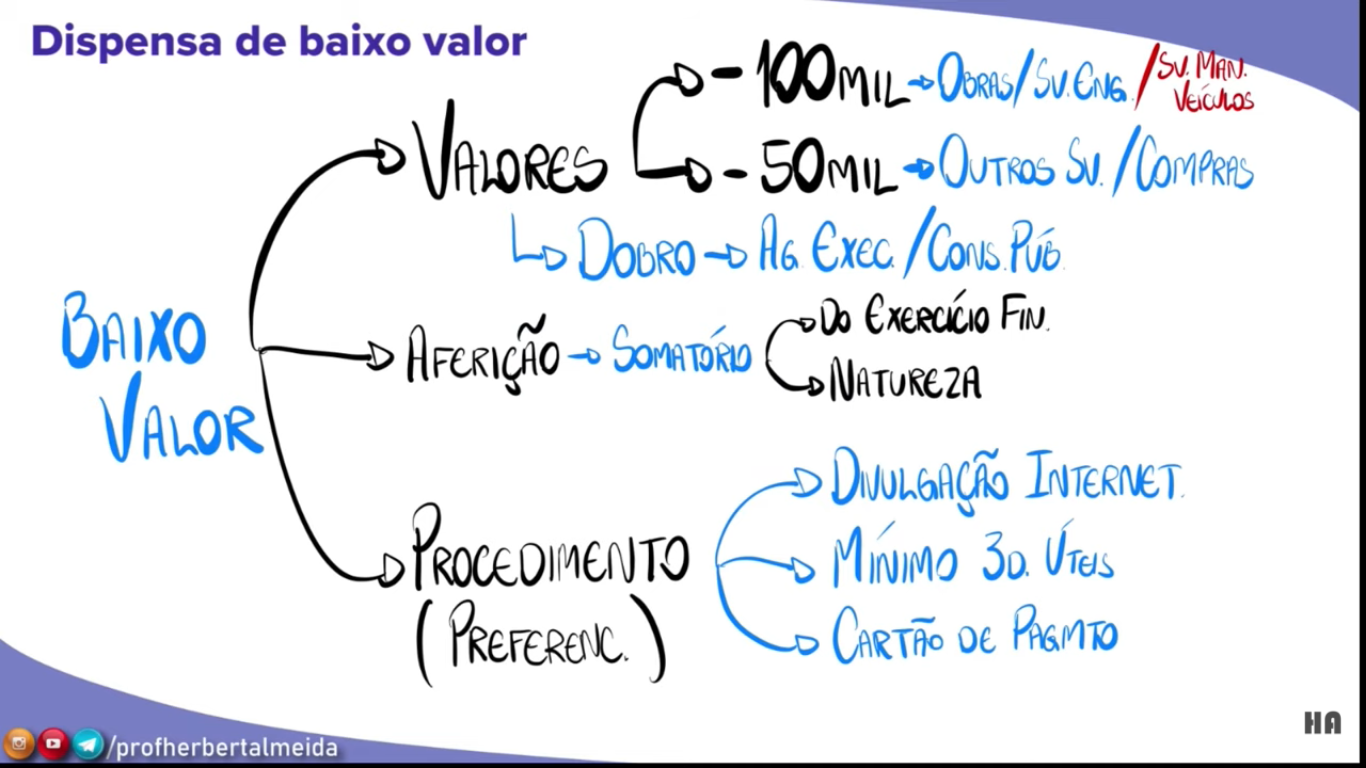 Dispensa de baixo valor
BAIXO
VALOR
VALORES
- 100MIL → OBRAS/SV.ENG. /SV. MAN.
VEÍCULOS
- 50MIL → OUTROS SV. / COMPRAS
↳ DOBRO → AG. EXEC. / CONS. PÚB.
AFERIÇÃO → SOMATÓRIO
DO EXERCÍCIO FIN.
NATUREZA
PROCEDIMENTO
(PREFERENC.)
DIVULGAÇÃO INTERNET.
MÍNIMO 3D. ÚTEIS
CARTÃO DE PAGMTO
/profherbertalmeida
HA